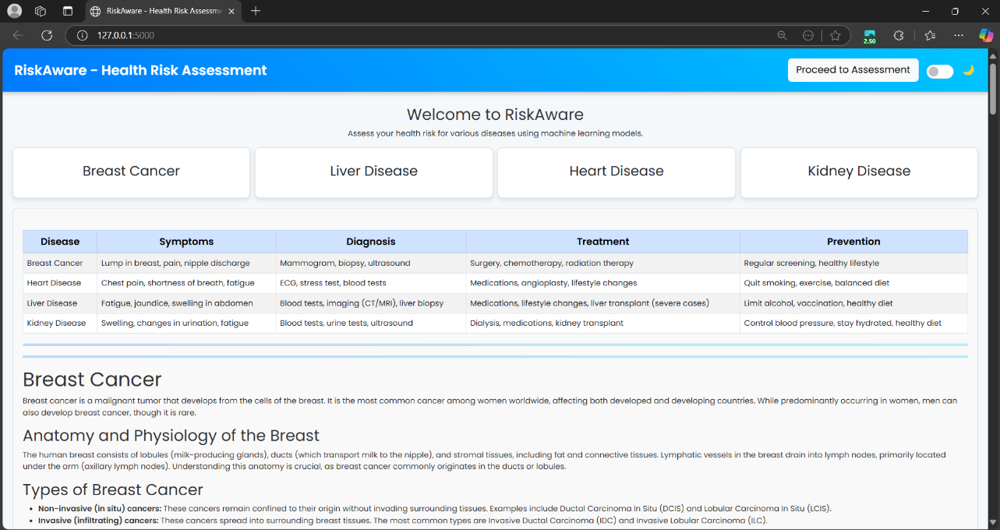 RiskAware - Health Risk Assessme
127.0.0.1:5000
2.50
RiskAware - Health Risk Assessment
Proceed to Assessment
Welcome to RiskAware
Assess your health risk for various diseases using machine learning models.
Breast Cancer
Liver Disease
Heart Disease
Kidney Disease
Disease Symptoms Diagnosis Treatment Prevention
Breast Cancer Lump in breast, pain, nipple discharge Mammogram, biopsy, ultrasound Surgery, chemotherapy, radiation therapy Regular screening, healthy lifestyle
Heart Disease Chest pain, shortness of breath, fatigue ECG, stress test, blood tests Medications, angioplasty, lifestyle changes Quit smoking, exercise, balanced diet
Liver Disease Fatigue, jaundice, swelling in abdomen Blood tests, imaging (CT/MRI), liver biopsy Medications, lifestyle changes, liver transplant (severe cases) Limit alcohol, vaccination, healthy diet
Kidney Disease Swelling, changes in urination, fatigue Blood tests, urine tests, ultrasound Dialysis, medications, kidney transplant Control blood pressure, stay hydrated, healthy diet
Breast Cancer
Breast cancer is a malignant tumor that develops from the cells of the breast. It is the most common cancer among women worldwide, affecting both developed and developing countries. While predominantly occurring in women, men can
also develop breast cancer, though it is rare.
Anatomy and Physiology of the Breast
The human breast consists of lobules (milk-producing glands), ducts (which transport milk to the nipple), and stromal tissues, including fat and connective tissues. Lymphatic vessels in the breast drain into lymph nodes, primarily located
under the arm (axillary lymph nodes). Understanding this anatomy is crucial, as breast cancer commonly originates in the ducts or lobules.
Types of Breast Cancer
• Non-invasive (in situ) cancers: These cancers remain confined to their origin without invading surrounding tissues. Examples include Ductal Carcinoma In Situ (DCIS) and Lobular Carcinoma In Situ (LCIS).
• Invasive (infiltrating) cancers: These cancers spread into surrounding breast tissues. The most common types are Invasive Ductal Carcinoma (IDC) and Invasive Lobular Carcinoma (ILC).